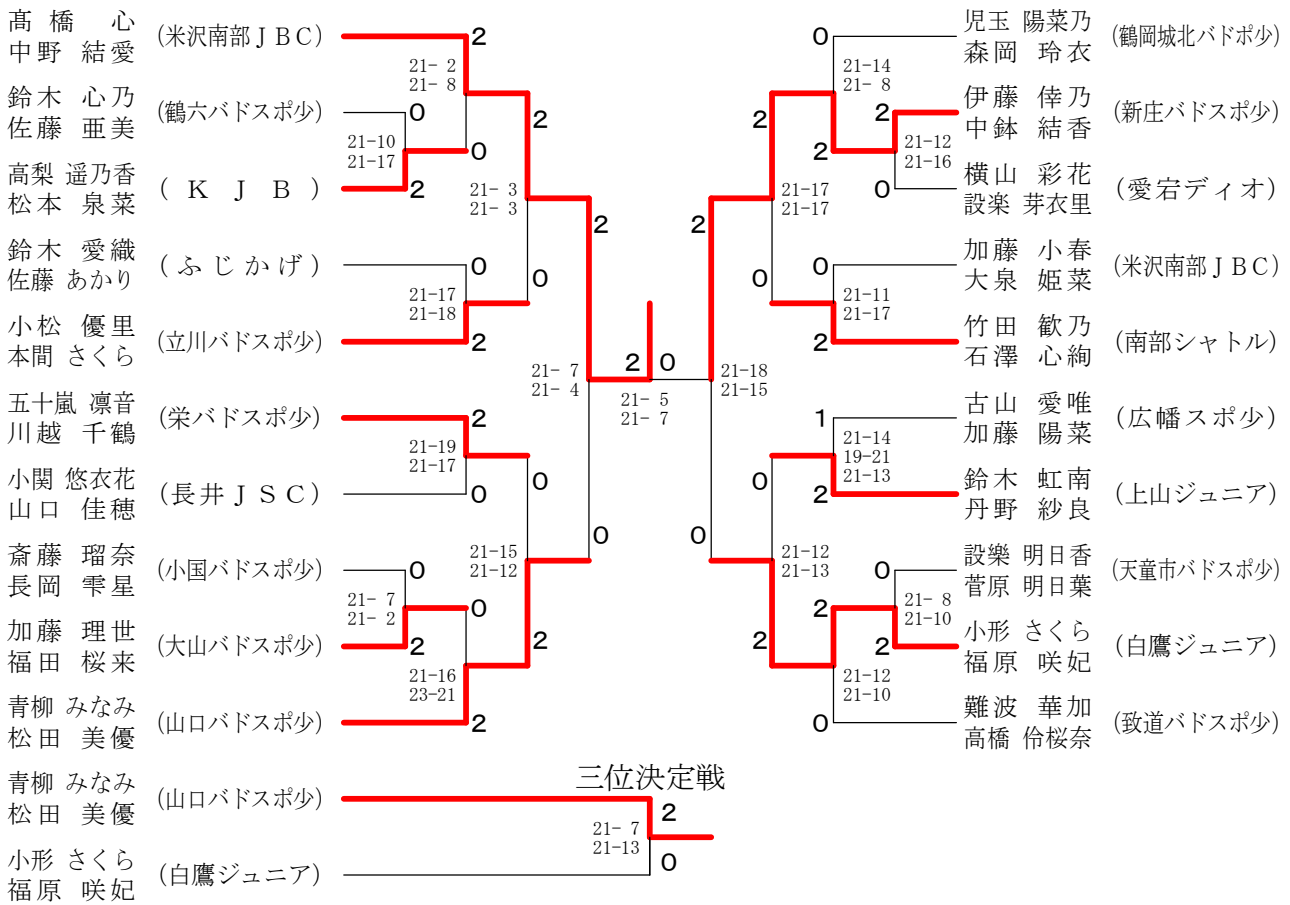 髙橋 心
中野 結愛
(米沢南部ＪＢＣ)
2
21- 2
21- 8
鈴木 心乃
佐藤 亜美
(鶴六バドスポ少)
0
21-10
21-17
0
高梨 遥乃香
松本 泉菜
(ＫＪＢ)
2
2
21- 3
21- 3
鈴木 愛織
佐藤 あかり
(ふじかげ)
0
21-17
21-18
0
小松 優里
本間 さくら
(立川バドスポ少)
2
2
21- 7
21- 4
五十嵐 凛音
川越 千鶴
(栄バドスポ少)
2
21-19
21-17
小関 悠衣花
山口 佳穂
(長井ＪＳＣ)
0
0
21-15
21-12
0
斎藤 瑠奈
長岡 雫星
(小国バドスポ少)
0
21- 7
21- 2
0
加藤 理世
福田 桜来
(大山バドスポ少)
2
21-16
23-21
2
青柳 みなみ
松田 美優
(山口バドスポ少)
2
2
0
21- 5
21- 7
児玉 陽菜乃
森岡 玲衣
(鶴岡城北バドポ少)
0
21-14
21- 8
伊藤 倖乃
中鉢 結香
(新庄バドスポ少)
2
21-12
21-16
2
2
横山 彩花
設楽 芽衣里
(愛宕ディオ)
0
21-17
21-17
2
加藤 小春
大泉 姫菜
(米沢南部ＪＢＣ)
0
21-11
21-17
0
竹田 歓乃
石澤 心絢
(南部シャトル)
2
21-18
21-15
古山 愛唯
加藤 陽菜
(広幡スポ少)
1
21-14
19-21
21-13
0
鈴木 虹南
丹野 紗良
(上山ジュニア)
2
0
21-12
21-13
設樂 明日香
菅原 明日葉
(天童市バドスポ少)
0
21- 8
21-10
2
小形 さくら
福原 咲妃
(白鷹ジュニア)
2
2
21-12
21-10
難波 華加
高橋 伶桜奈
(致道バドスポ少)
0
三位決定戦
青柳 みなみ
松田 美優
(山口バドスポ少)
2
21- 7
21-13
小形 さくら
福原 咲妃
(白鷹ジュニア)
0